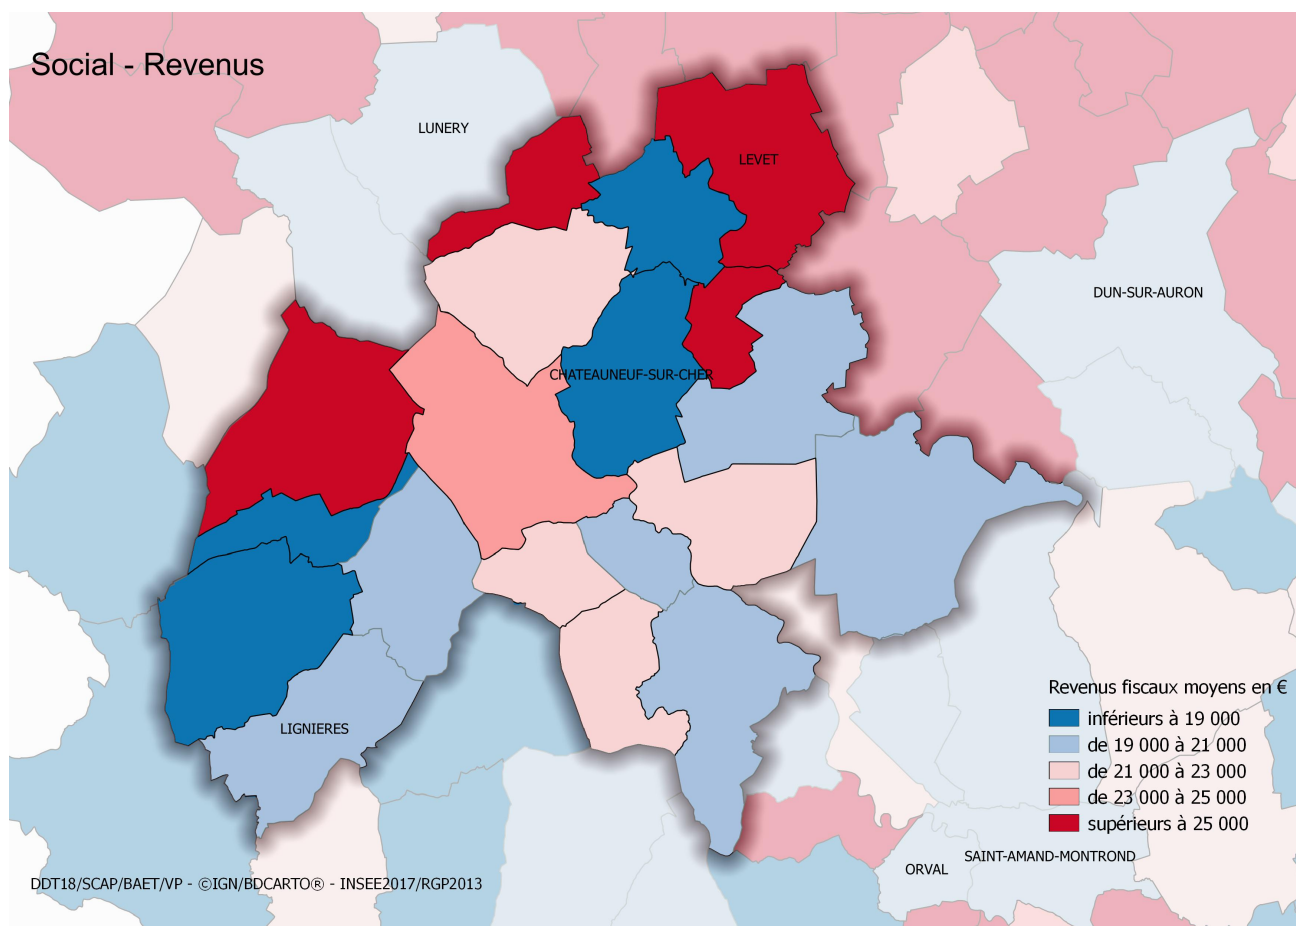 Social - Revenus
LUNERY
LEVET
DUN-SUR-AURON
CHATEAUNEUF-SUR-CHER
LIGNIERES
Revenus fiscaux moyens en €
inférieurs à 19 000
de 19 000 à 21 000
de 21 000 à 23 000
de 23 000 à 25 000
supérieurs à 25 000
SAINT-AMAND-MONTROND
ORVAL
DDT18/SCAP/BAET/VP - ©IGN/BDCARTO® - INSEE2017/RGP2013